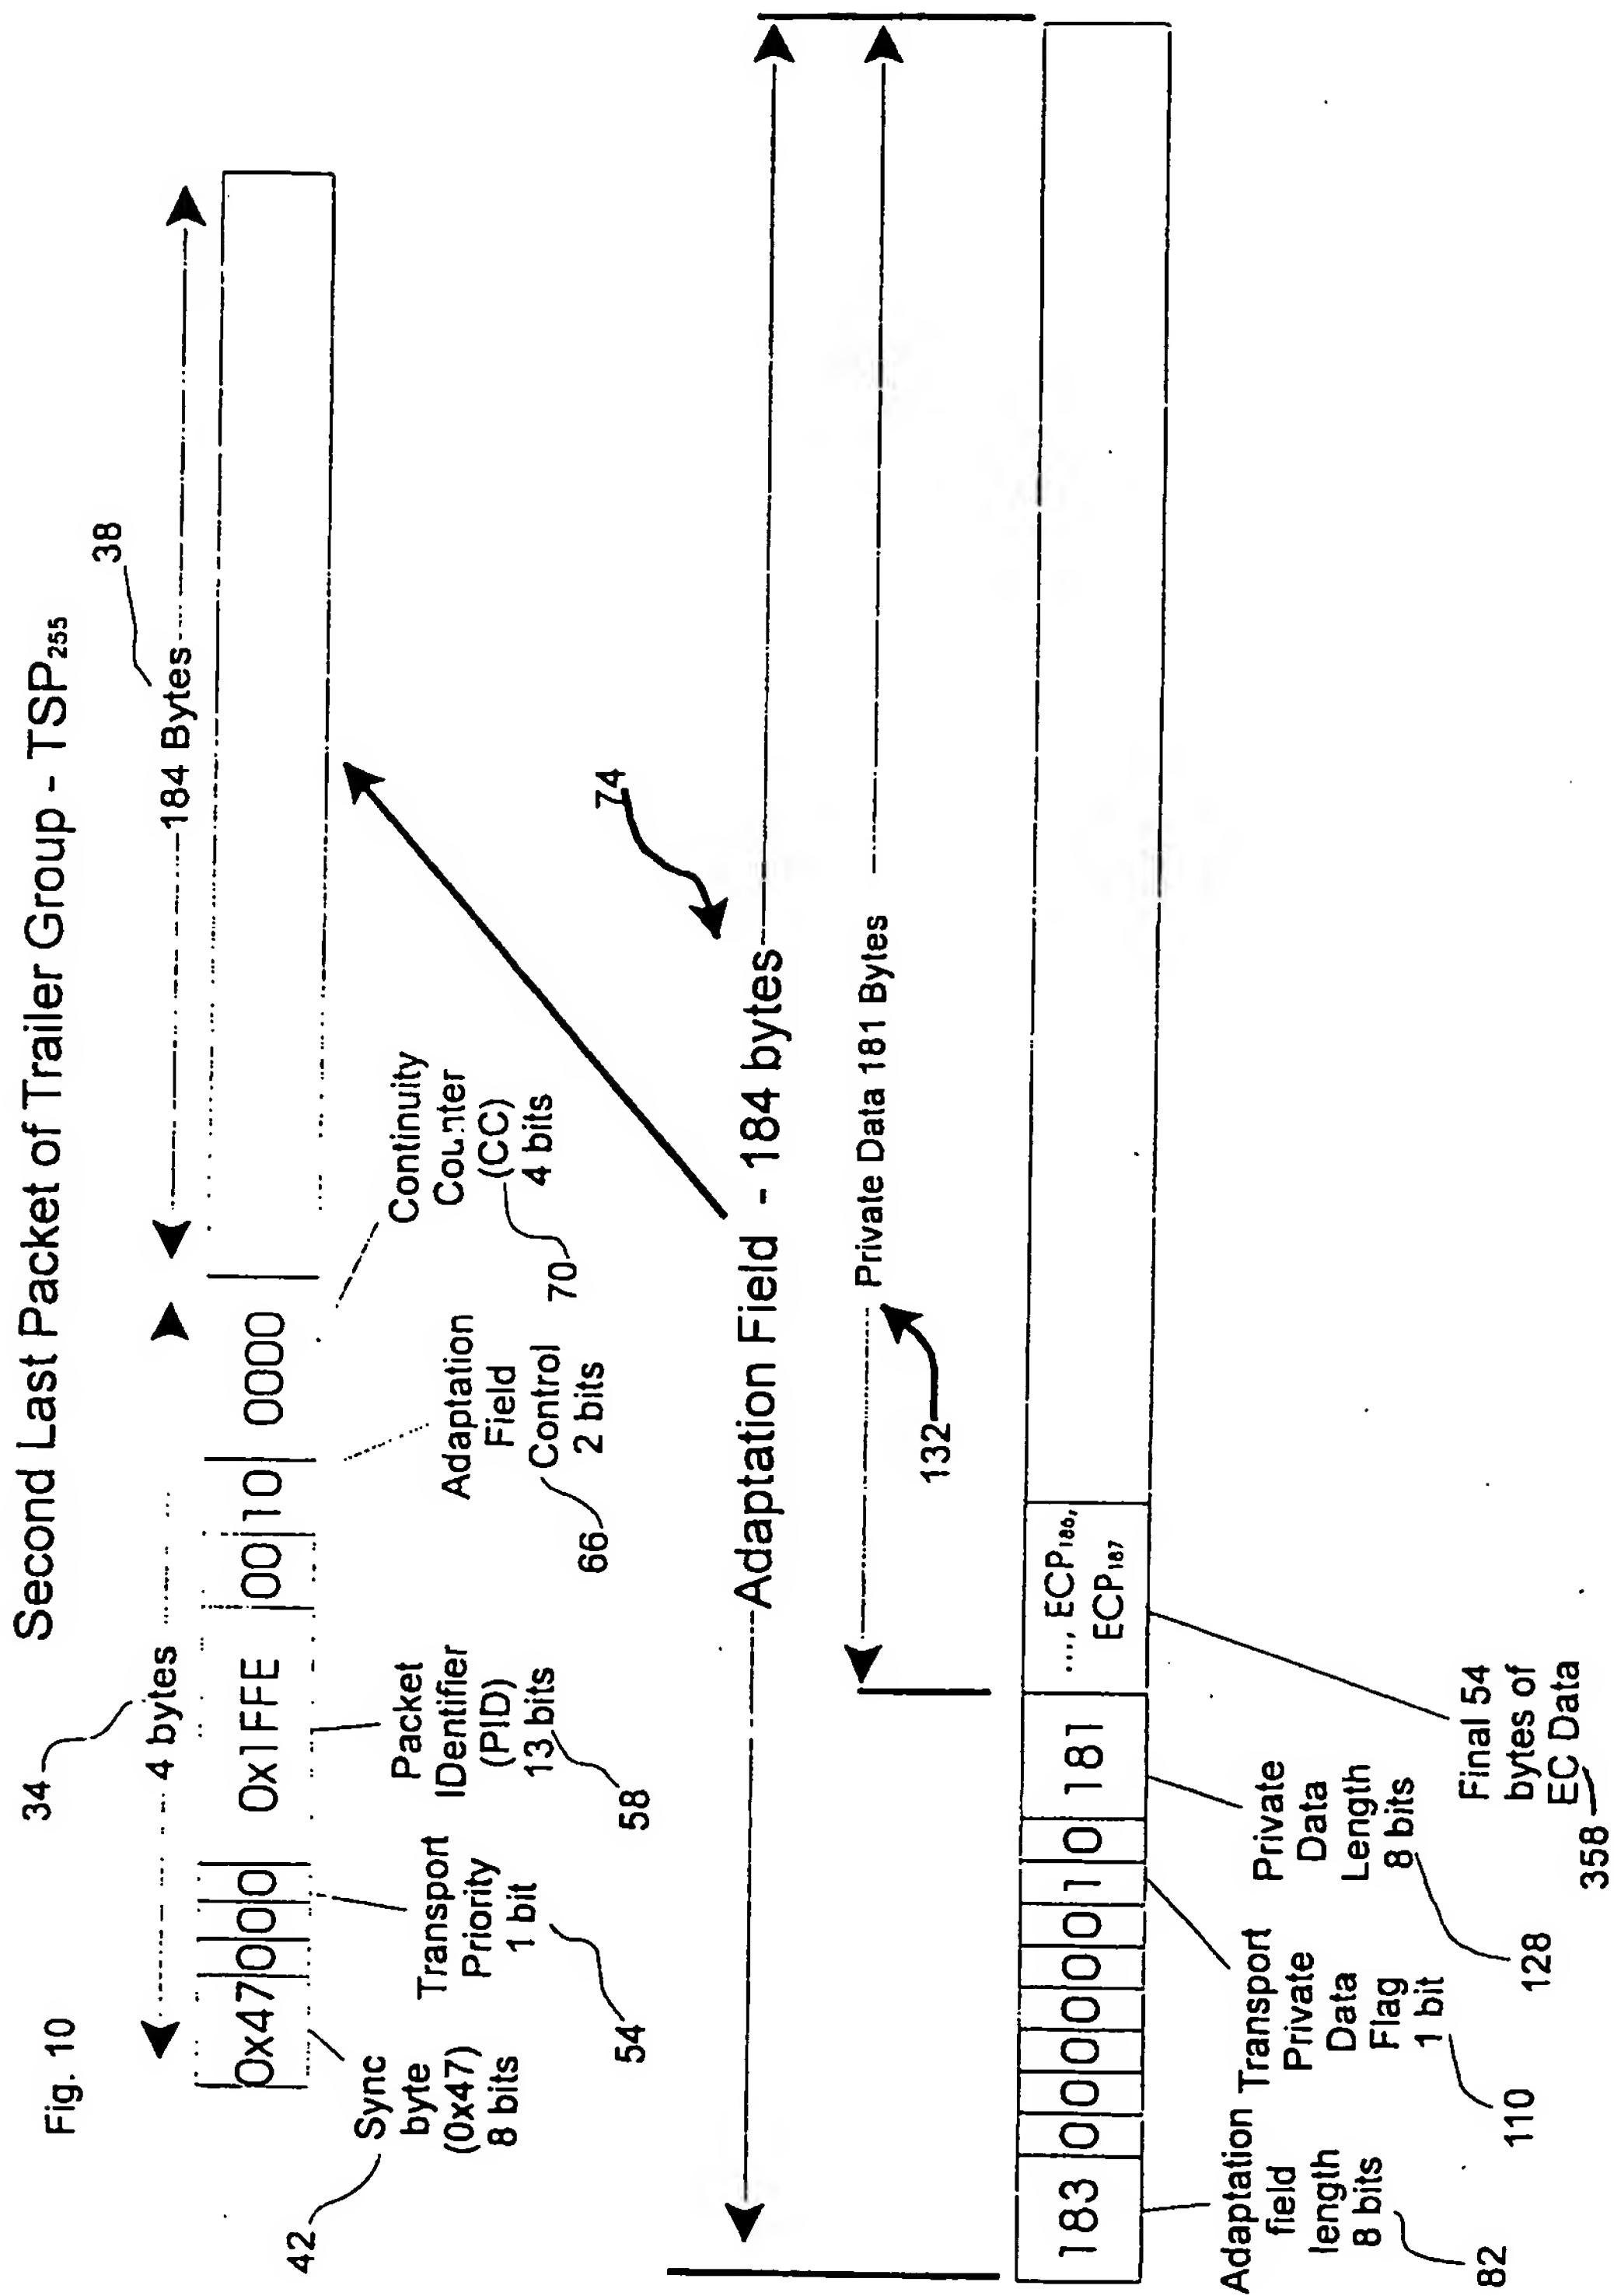 Fig. 10
Second Last Packet of Trailer Group - TSP255
34
4 bytes
184 Bytes
38
0x47 0 0 0 0x1FFE 00 10 0000
42
Sync
byte
(0x47)
8 bits
54
Transport
Priority
1 bit
58
Packet
IDentifier
(PID)
13 bits
66
Adaptation
Field
Control
2 bits
70
Continuity
Counter
(CC)
4 bits
74
Adaptation Field - 184 bytes
132
Private Data 181 Bytes
183 0 0 0 0 0 0 1 0 181 ..., ECP186,
ECP187
82
Adaptation
field
length
8 bits
110
Transport
Private
Data
Flag
1 bit
128
Private
Data
Length
8 bits
358
Final 54
bytes of
EC Data